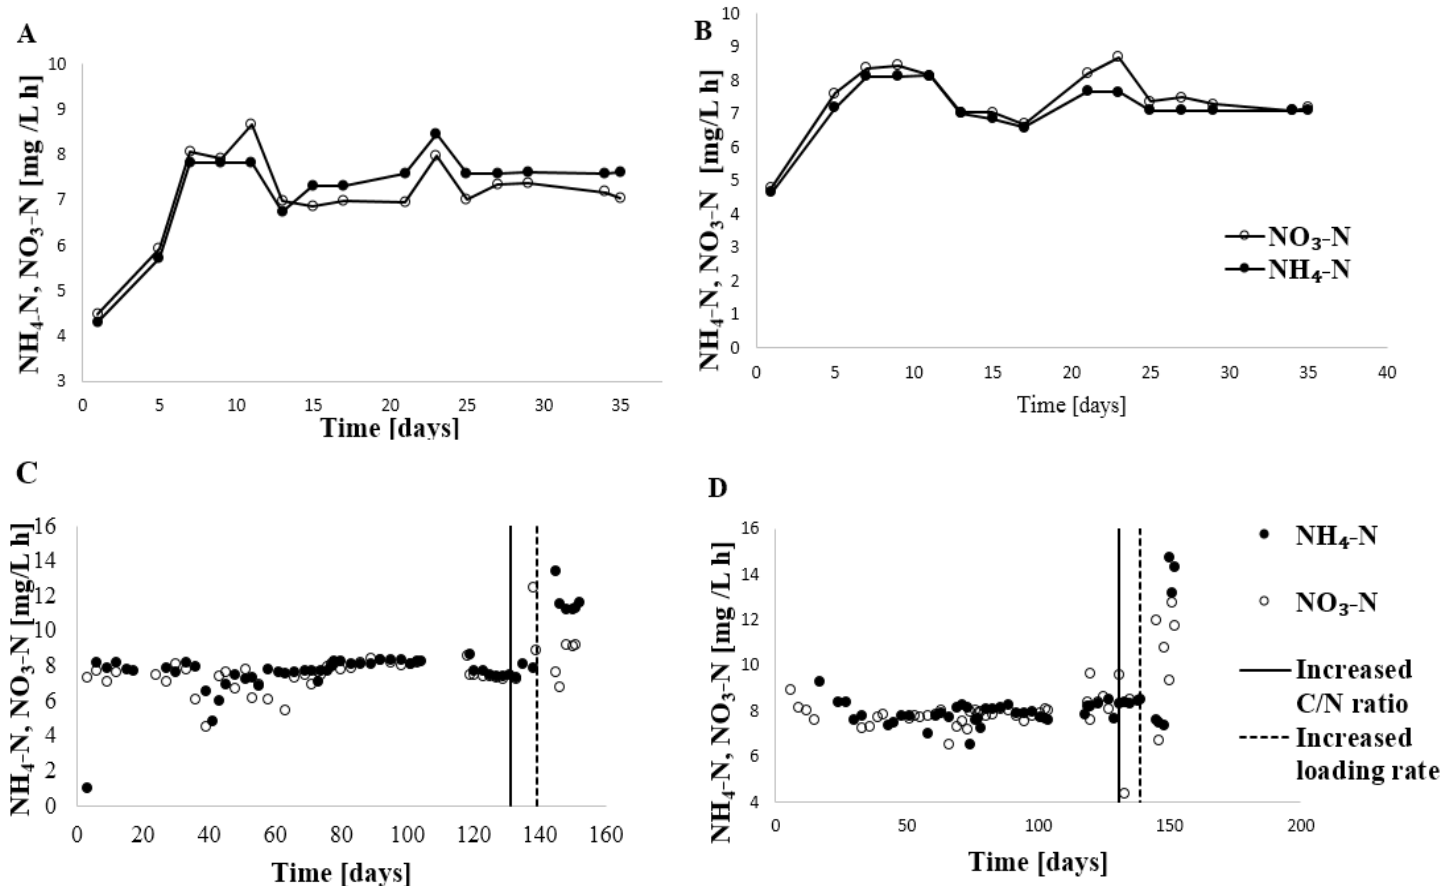 A
NH₄-N, NO₃-N [mg /L h]
10
9
8
7
6
5
4
3
0 5 10 15 20 25 30 35
Time [days]
B
NH₄-N, NO₃-N [mg/L h]
10
9
8
7
6
5
4
3
2
1
0
NO₃-N
NH₄-N
0 5 10 15 20 25 30 35 40
Time [days]
C
NH₄-N, NO₃-N [mg/L h]
16
14
12
10
8
6
4
2
0
0 20 40 60 80 100 120 140 160
Time [days]
D
NH₄-N, NO₃-N [mg /L h]
16
14
12
10
8
6
4
0 50 100 150 200
Time [days]
NH₄-N
NO₃-N
Increased
C/N ratio
Increased
loading rate